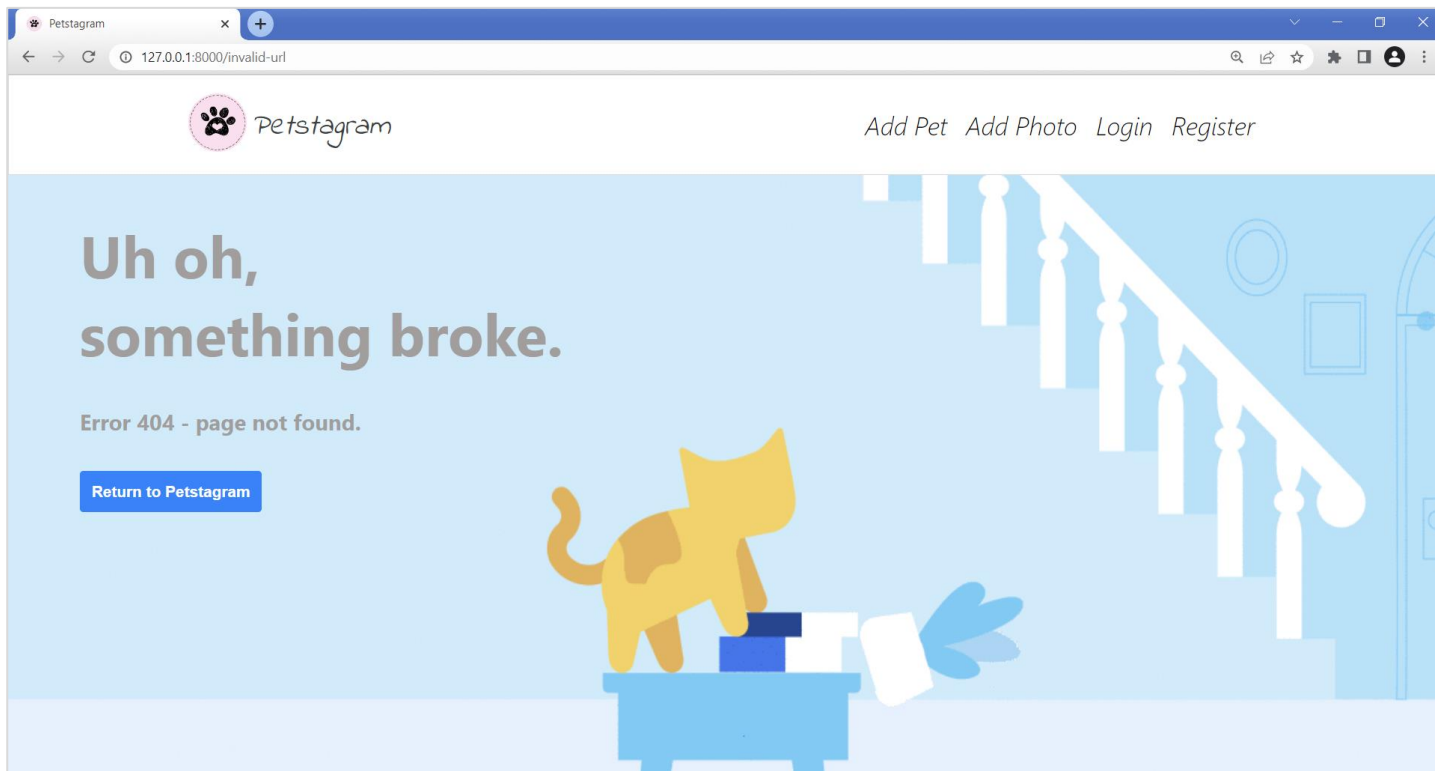 Petstagram
127.0.0.1:8000/invalid-url
Petstagram
Add Pet Add Photo Login Register
Uh oh,
something broke.
Error 404 - page not found.
Return to Petstagram